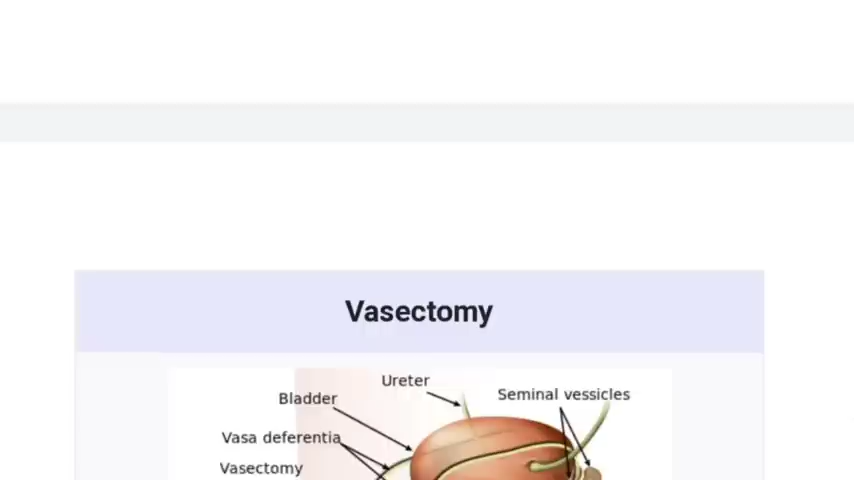 Vasectomy
Ureter
Seminal vessicles
Bladder
Vasa deferentia
Vasectomy